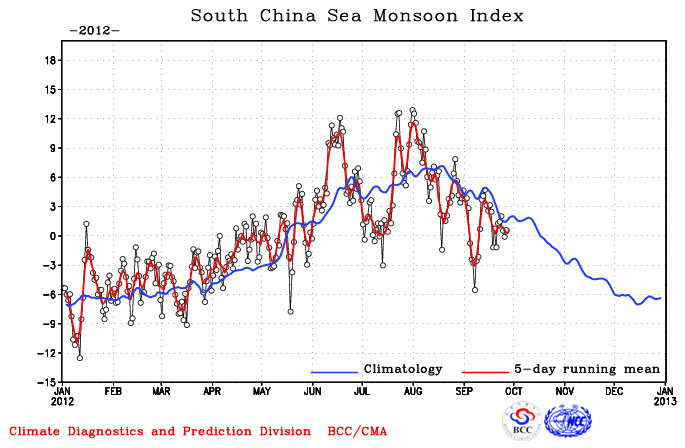 South China Sea Monsoon Index
-2012-
18
15
12
9
6
3
0
-3
-6
-9
-12
-15
Climatology 5-day running mean
JAN FEB MAR APR MAY JUN JUL AUG SEP OCT NOV DEC JAN
2012 2013
Climate Diagnostics and Prediction Division BCC/CMA
BCC
NCC